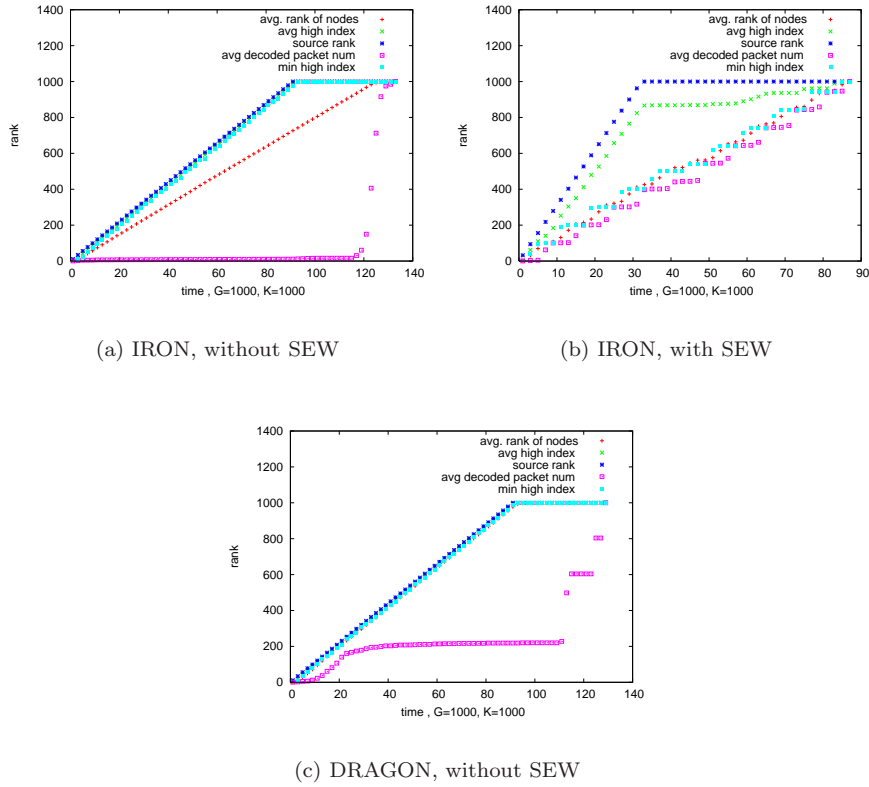 1400
1200
1000
800
600
400
200
0
rank
0 20 40 60 80 100 120 140
time , G=1000, K=1000
avg. rank of nodes
avg high index
source rank
avg decoded packet num
min high index
(a) IRON, without SEW
1400
1200
1000
800
600
400
200
0
rank
10 20 30 40 50 60 70 80 90
time , G=1000, K=1000
avg. rank of nodes
avg high index
source rank
avg decoded packet num
min high index
(b) IRON, with SEW
1400
1200
1000
800
600
400
200
0
rank
0 20 40 60 80 100 120 140
time , G=1000, K=1000
avg. rank of nodes
avg high index
source rank
avg decoded packet num
min high index
(c) DRAGON, without SEW